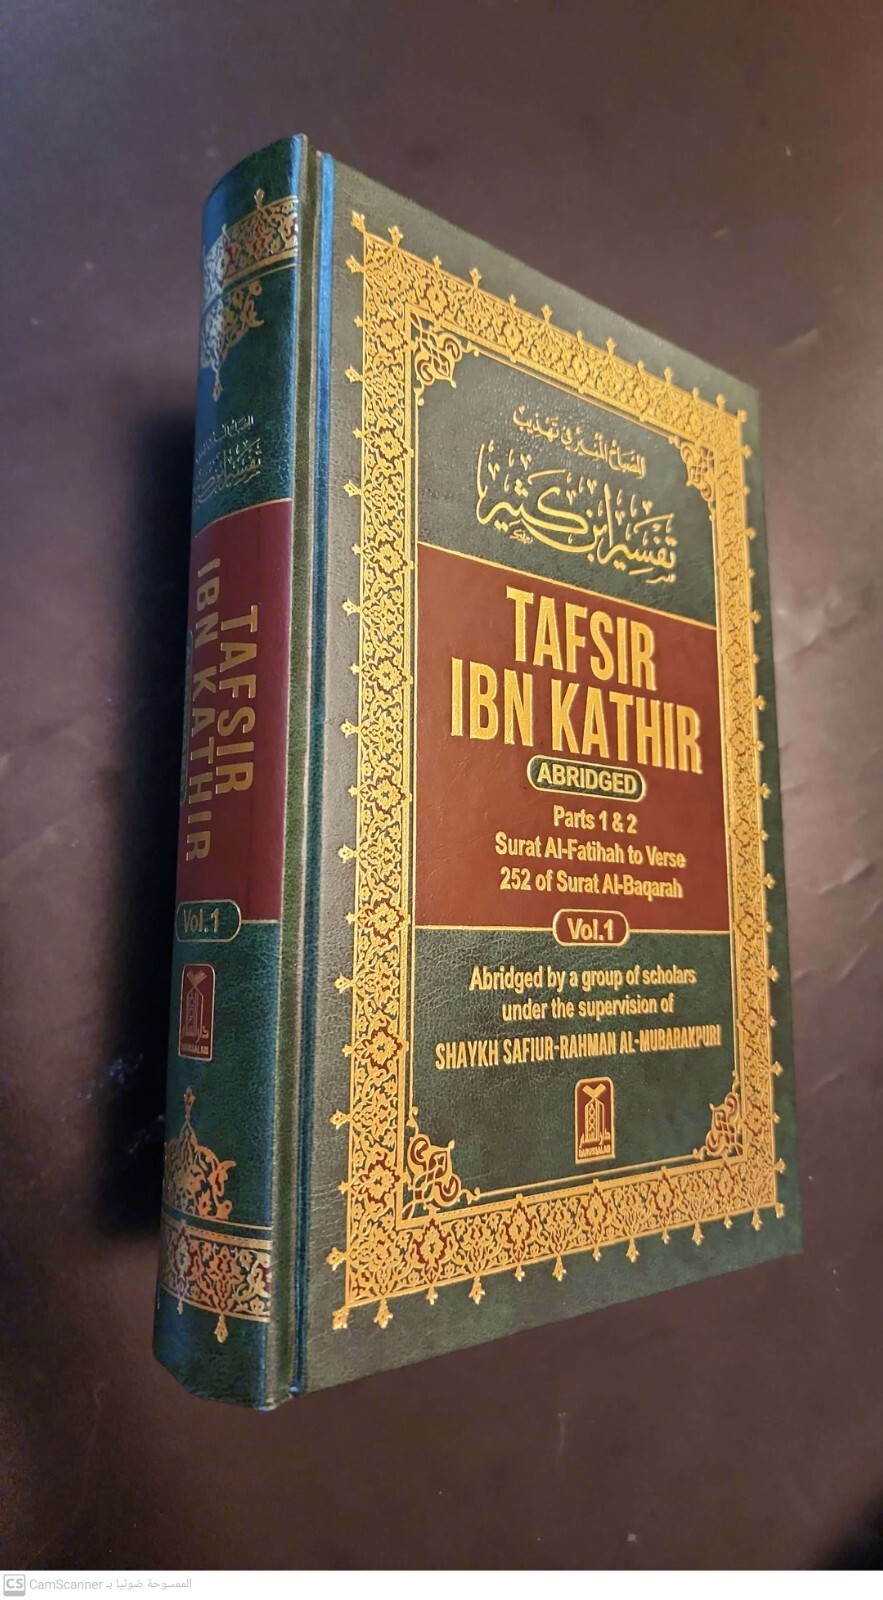 المصباح المنير في تهذيب
تفسير ابن كثير
TAFSIR
IBN KATHIR
ABRIDGED
Parts 1 & 2
Surat Al-Fatihah to Verse
252 of Surat Al-Baqarah
Vol.1
Abridged by a group of scholars
under the supervision of
SHAYKH SAFIUR-RAHMAN AL-MUBARAKPURI
DARUSSALAM
TAFSIR
IBN KATHIR
Vol.1
DARUSSALAM
CS CamScanner الممسوحة ضوئيا بـ